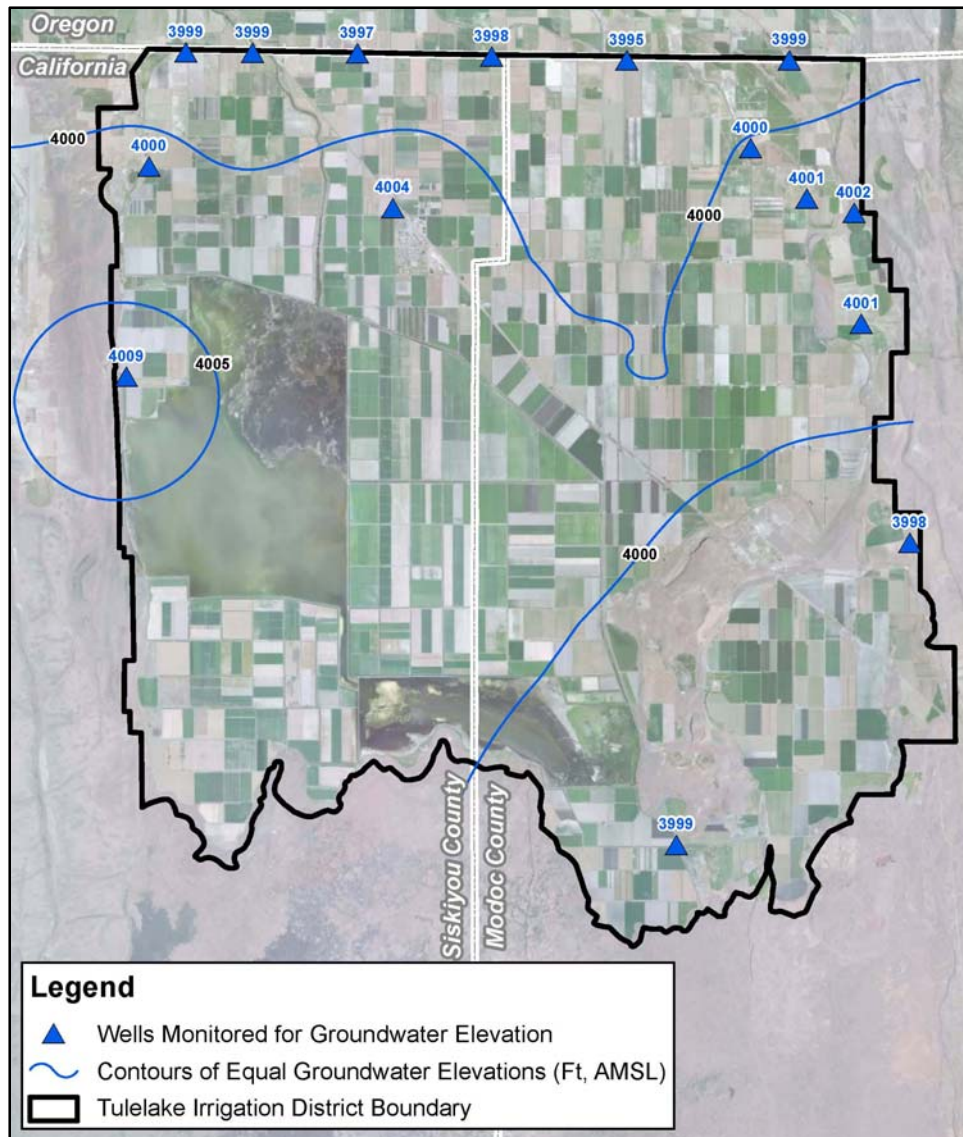 Oregon
California
3999
3999
3997
3998
3995
3999
4000
4000
4000
4001
4002
4004
4000
4001
4009
4005
3998
4000
3999
Siskiyou County
Modoc County
Legend
Wells Monitored for Groundwater Elevation
Contours of Equal Groundwater Elevations (Ft, AMSL)
Tulelake Irrigation District Boundary